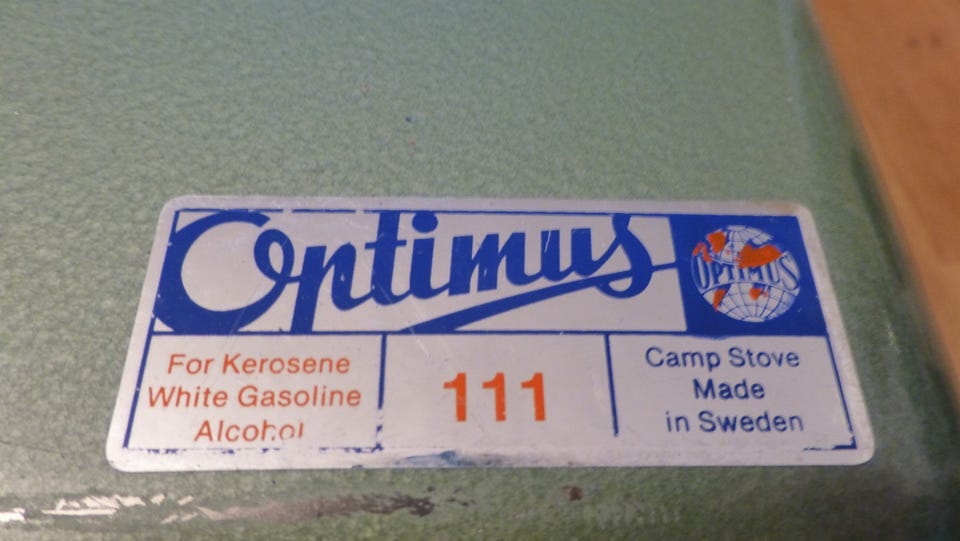 Optimus
OPTIMUS
For Kerosene
White Gasoline
Alcohol
111
Camp Stove
Made
in Sweden